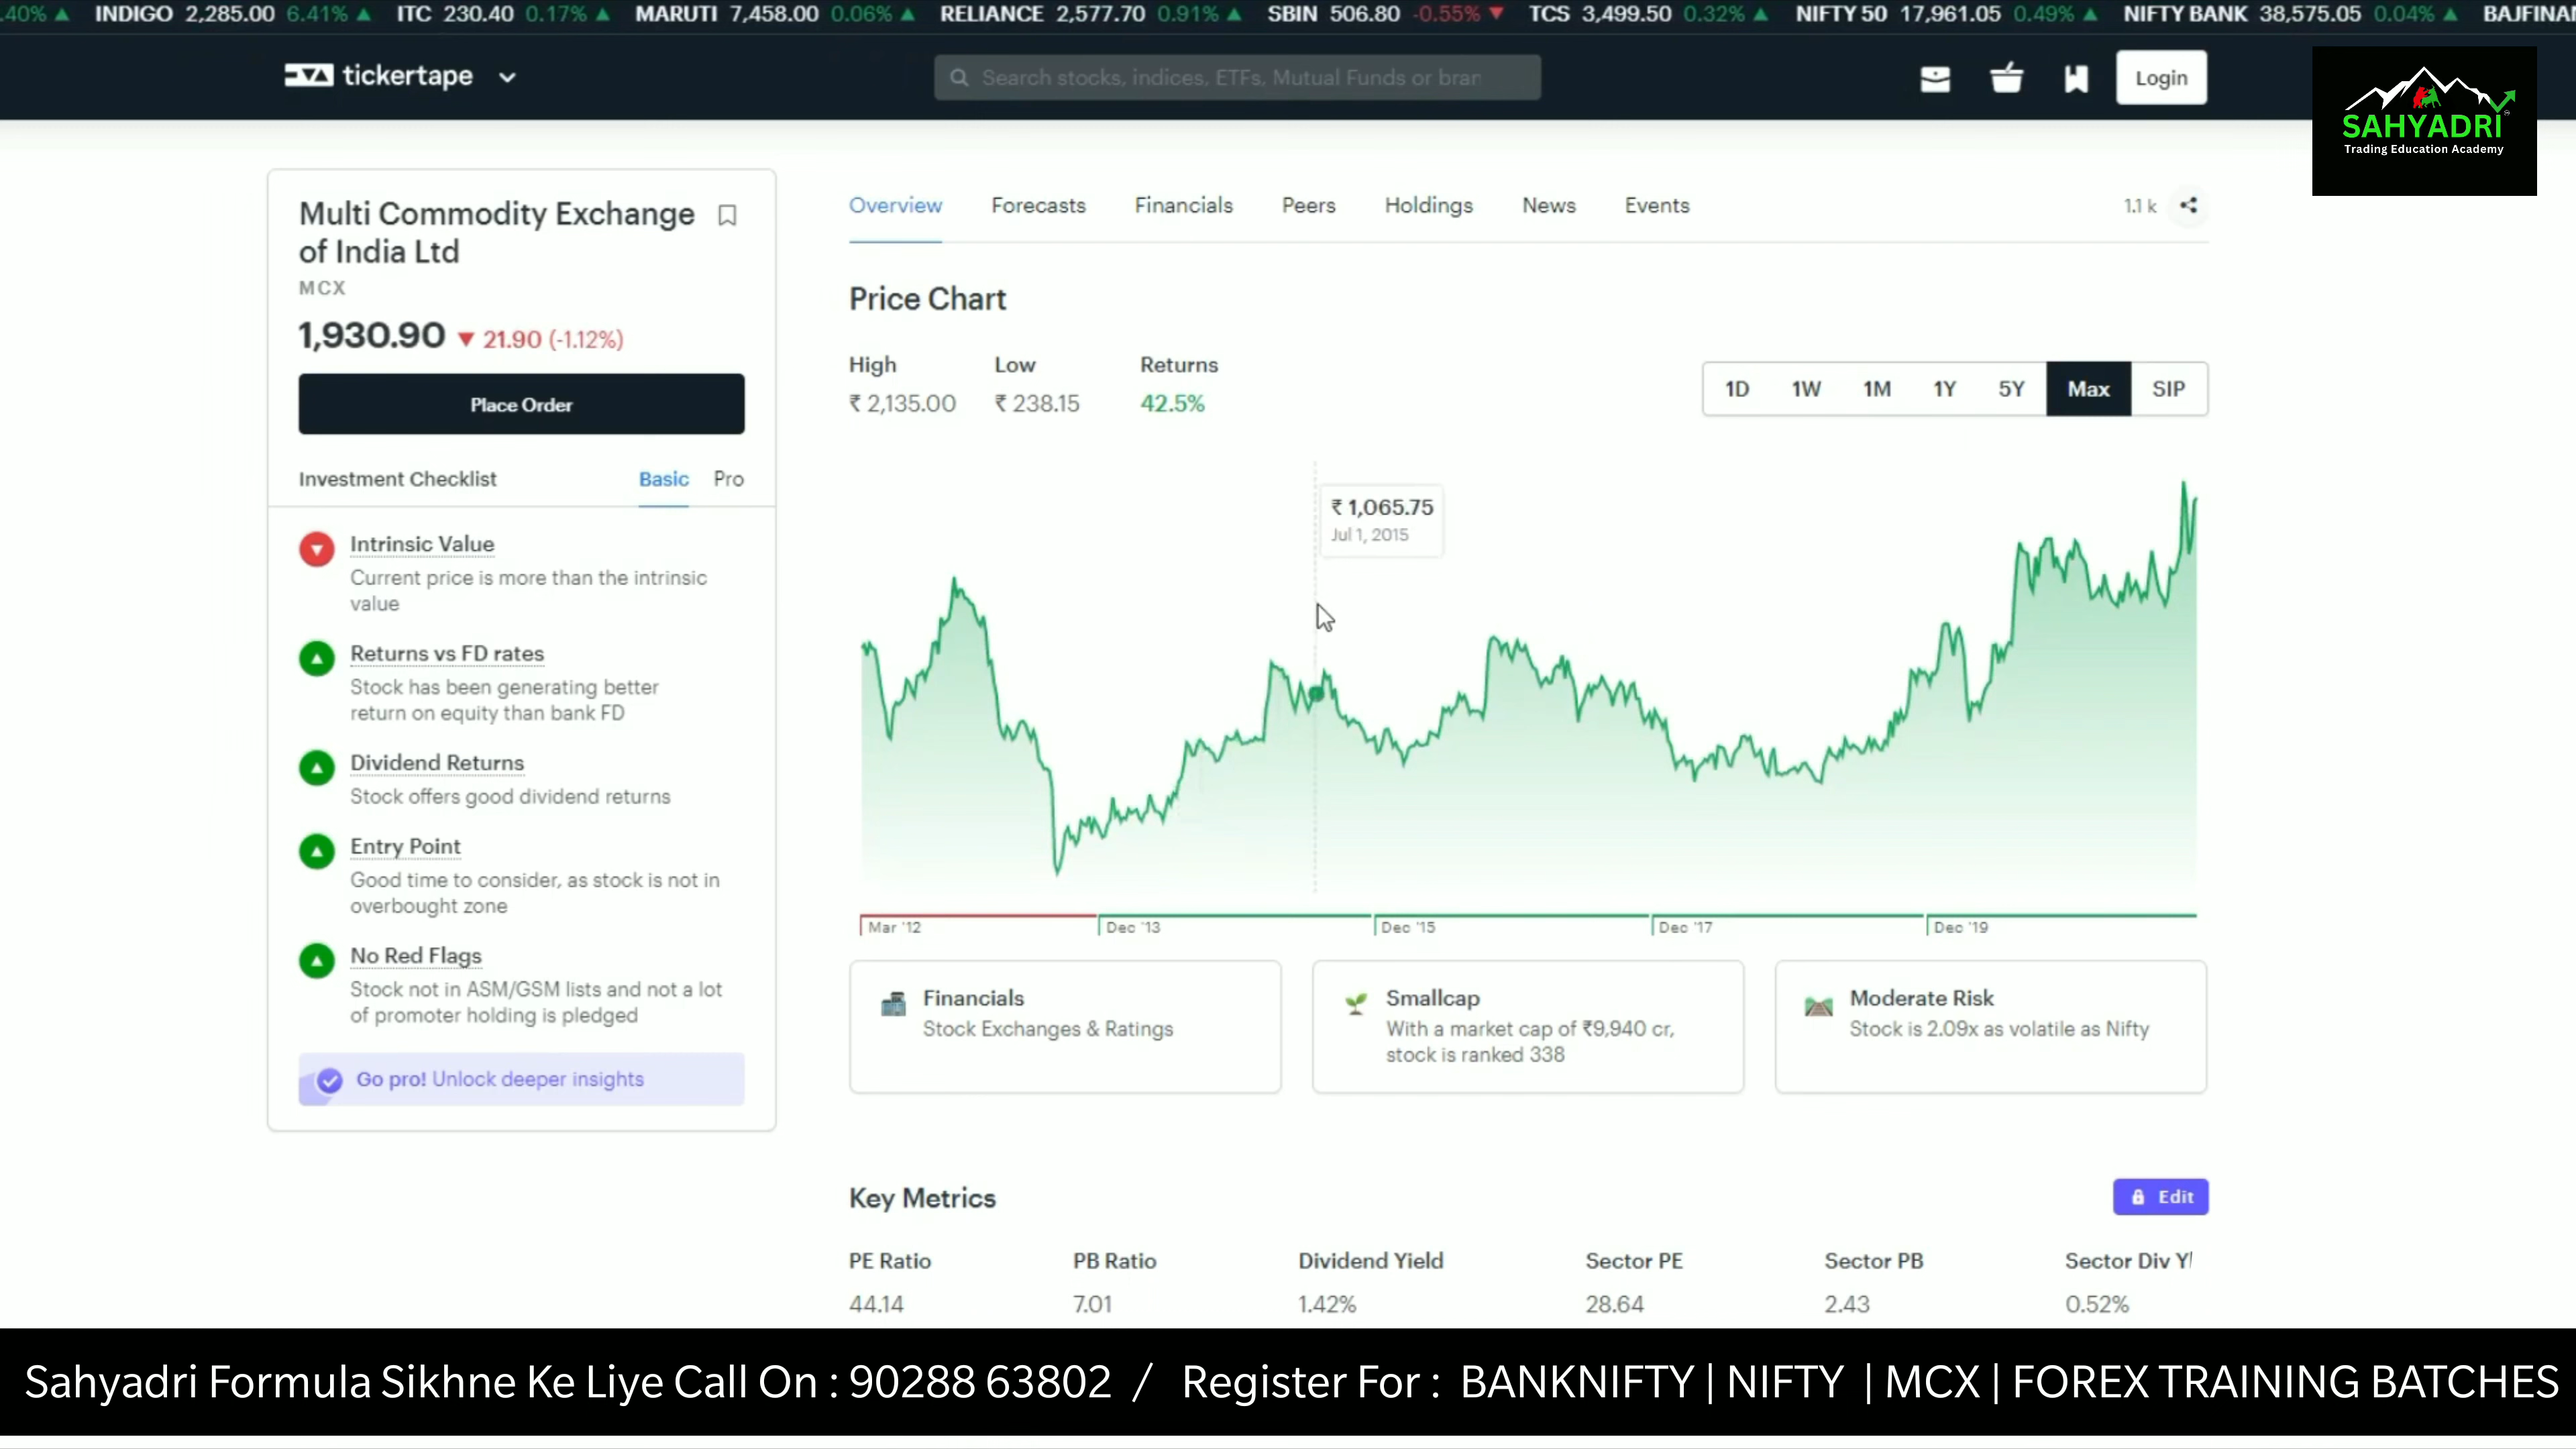 .40% ▲ INDIGO 2,285.00 6.41% ▲ ITC 230.40 0.17% ▲ MARUTI 7,458.00 0.06% ▲ RELIANCE 2,577.70 0.91% ▲ SBIN 506.80 -0.55% ▼ TCS 3,499.50 0.32% ▲ NIFTY 50 17,961.05 0.49% ▲ NIFTY BANK 38,575.05 0.04% ▲ BAJFINA
tickertape
Search stocks, indices, ETFs, Mutual Funds or brar
Login
SAHYADRI
Trading Education Academy
Multi Commodity Exchange
of India Ltd
MCX
1,930.90 ▼ 21.90 (-1.12%)
Place Order
Investment Checklist Basic Pro
Intrinsic Value
Current price is more than the intrinsic
value
Returns vs FD rates
Stock has been generating better
return on equity than bank FD
Dividend Returns
Stock offers good dividend returns
Entry Point
Good time to consider, as stock is not in
overbought zone
No Red Flags
Stock not in ASM/GSM lists and not a lot
of promoter holding is pledged
Go pro! Unlock deeper insights
Overview Forecasts Financials Peers Holdings News Events 1.1 k
Price Chart
High Low Returns
₹ 2,135.00 ₹ 238.15 42.5%
1D 1W 1M 1Y 5Y Max SIP
₹ 1,065.75
Jul 1, 2015
Mar '12 Dec '13 Dec '15 Dec '17 Dec '19
Financials
Stock Exchanges & Ratings
Smallcap
With a market cap of ₹9,940 cr,
stock is ranked 338
Moderate Risk
Stock is 2.09x as volatile as Nifty
Key Metrics Edit
PE Ratio PB Ratio Dividend Yield Sector PE Sector PB Sector Div Yl
44.14 7.01 1.42% 28.64 2.43 0.52%
Sahyadri Formula Sikhne Ke Liye Call On : 90288 63802 / Register For : BANKNIFTY | NIFTY | MCX | FOREX TRAINING BATCHES